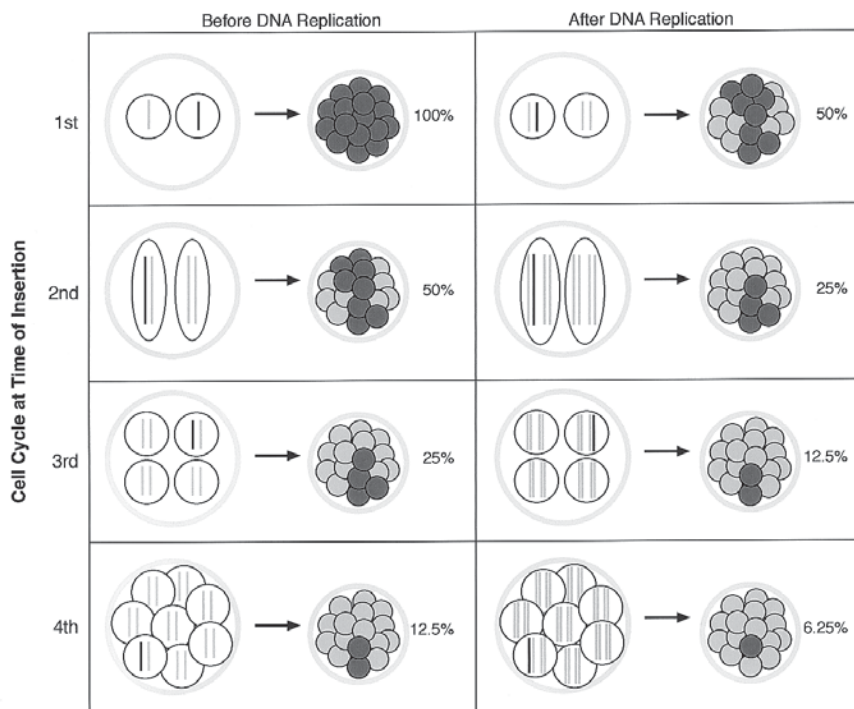 Before DNA Replication
After DNA Replication
Cell Cycle at Time of Insertion
1st
100%
50%
2nd
50%
25%
3rd
25%
12.5%
4th
12.5%
6.25%